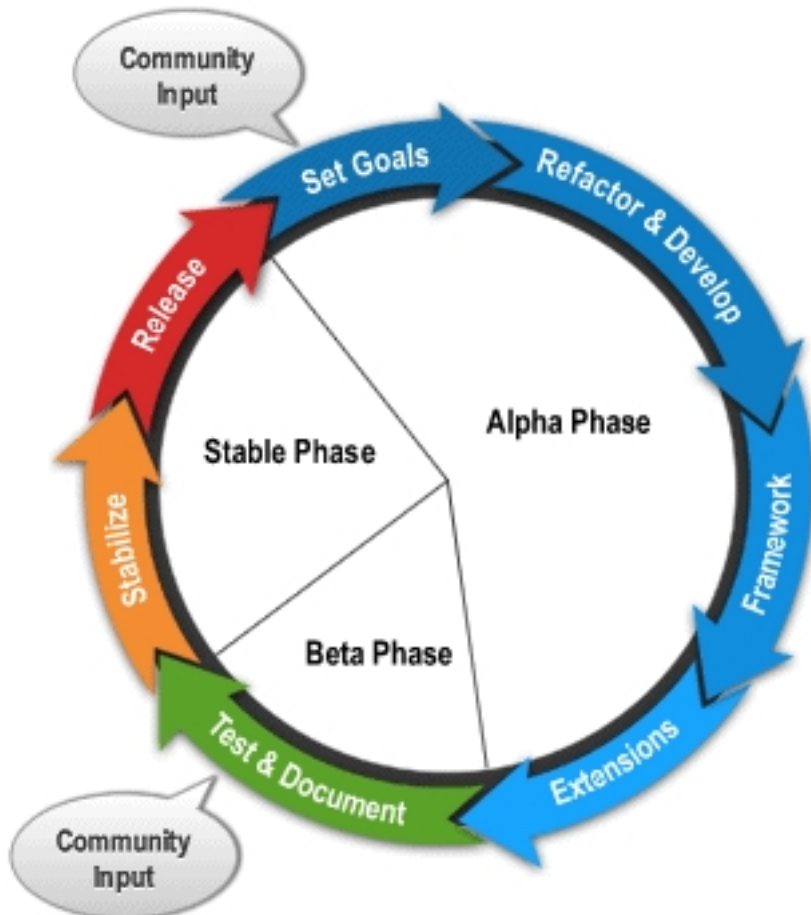 Community
Input
Set Goals
Refactor & Develop
Framework
Extensions
Test & Document
Stabilize
Release
Alpha Phase
Beta Phase
Stable Phase
Community
Input